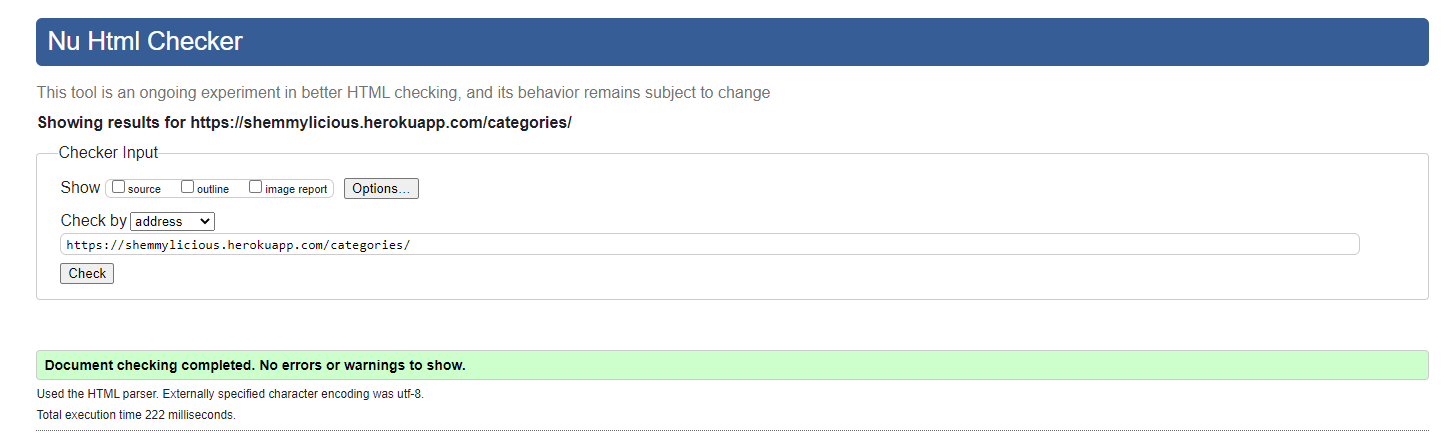 Nu Html Checker
This tool is an ongoing experiment in better HTML checking, and its behavior remains subject to change
Showing results for https://shemmylicious.herokuapp.com/categories/
Checker Input
Show source outline image report Options...
Check by address
https://shemmylicious.herokuapp.com/categories/
Check
Document checking completed. No errors or warnings to show.
Used the HTML parser. Externally specified character encoding was utf-8.
Total execution time 222 milliseconds.